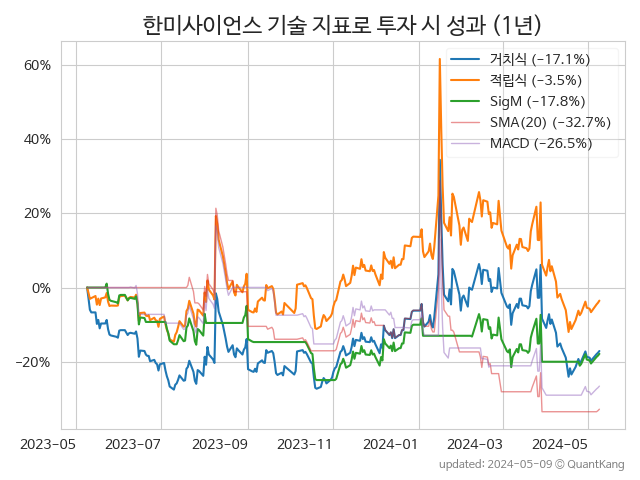 한미사이언스 기술 지표로 투자 시 성과 (1년)
60%
40%
20%
0%
−20%
거치식 (−17.1%)
적립식 (−3.5%)
SigM (−17.8%)
SMA(20) (−32.7%)
MACD (−26.5%)
2023-05 2023-07 2023-09 2023-11 2024-01 2024-03 2024-05
updated: 2024-05-09 © QuantKang